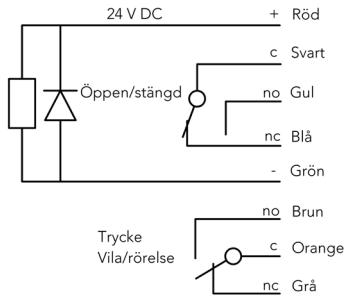 24 V DC + Röd
c Svart
Öppen/stängd no Gul
nc Blå
- Grön
no Brun
Trycke
Vila/rörelse c Orange
nc Grå